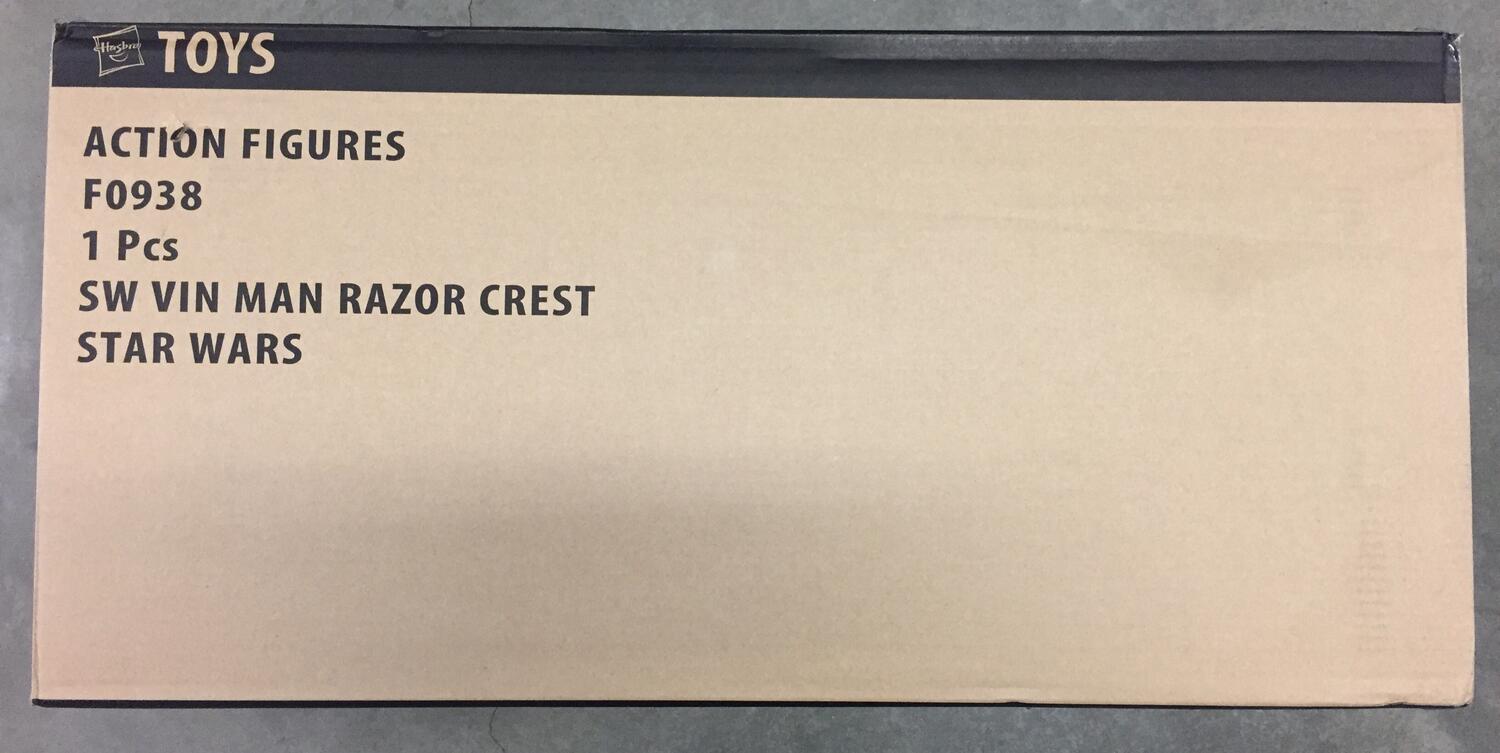 Hasbro TOYS
ACTION FIGURES
F0938
1 Pcs
SW VIN MAN RAZOR CREST
STAR WARS